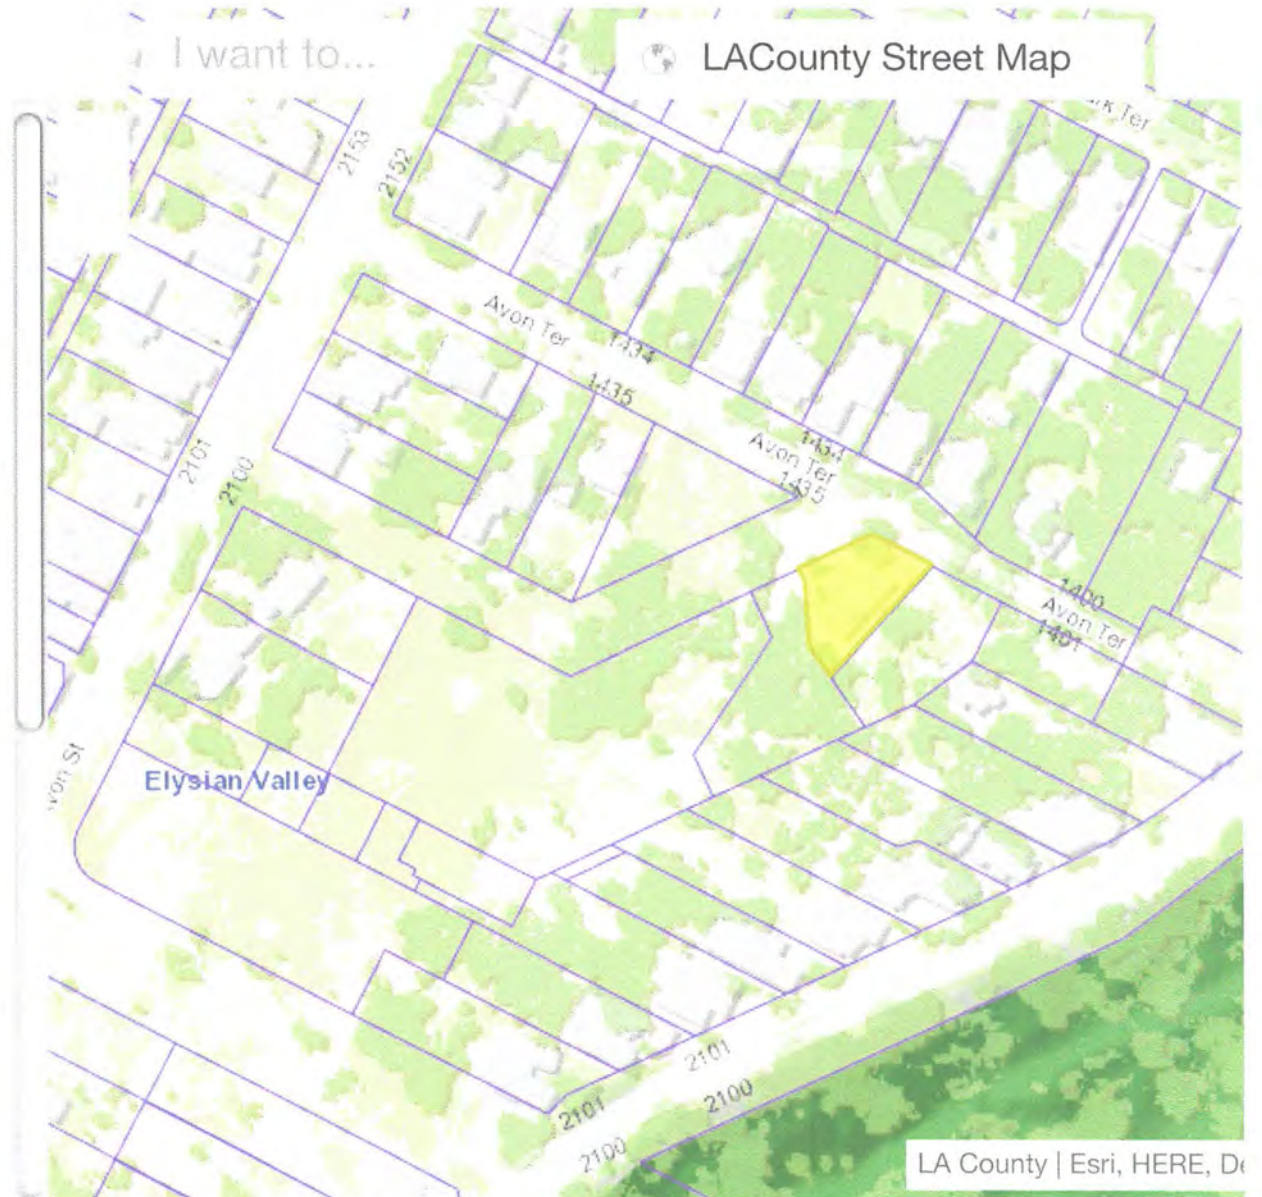 I want to...
LACounty Street Map
rk Ter
2153
2152
Avon Ter
1434
1435
1434
Avon Ter
1435
2101
2100
1400
Avon Ter
1401
von St
Elysian Valley
2101
2100
2101
2100
LA County | Esri, HERE, De